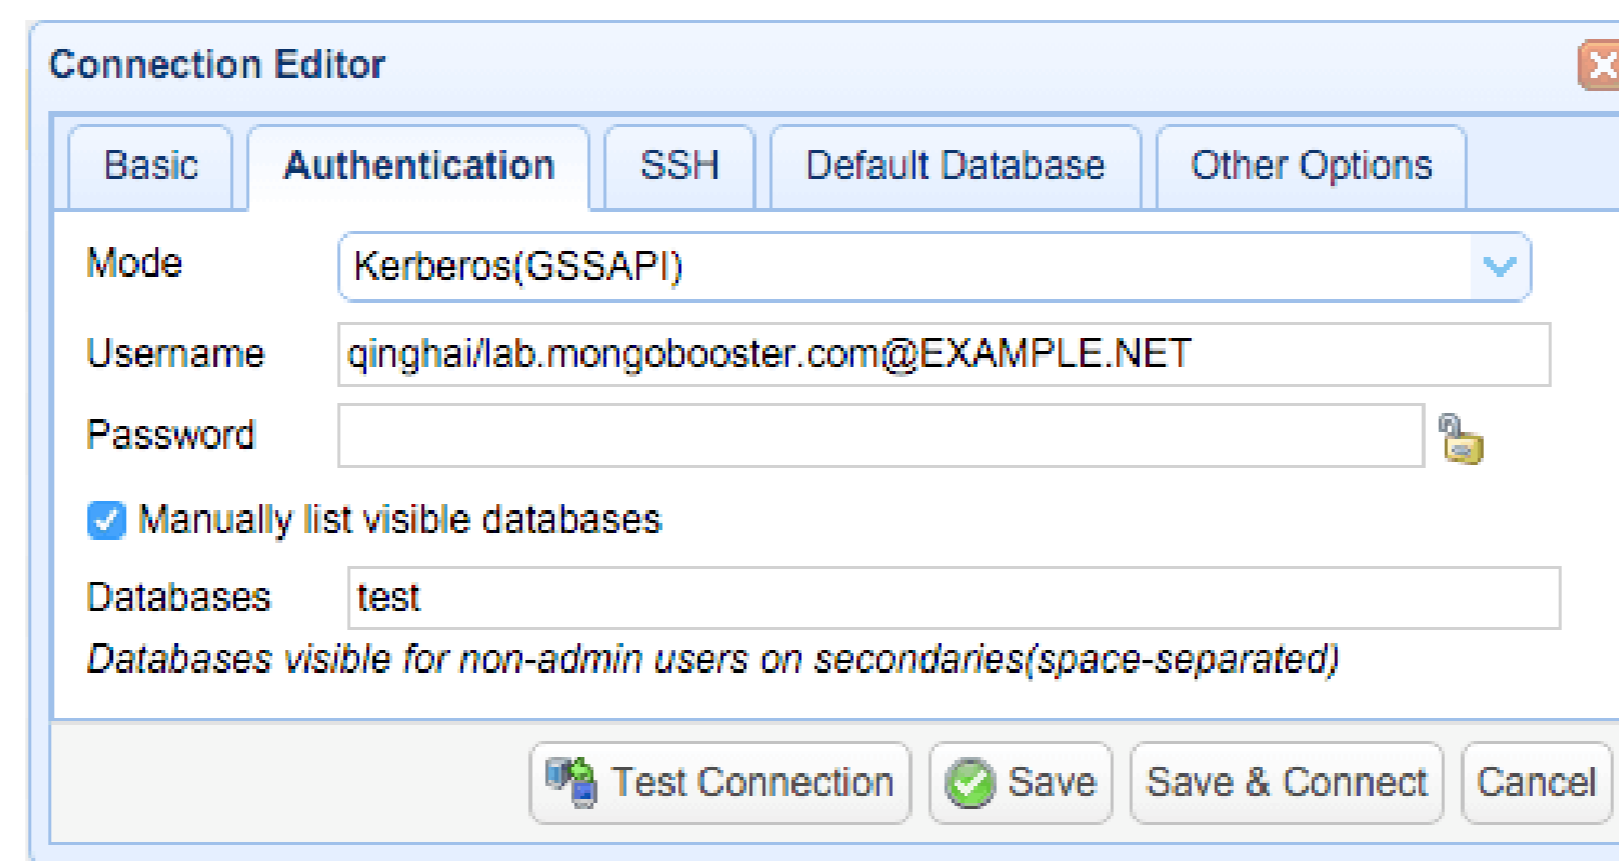 Connection Editor
Basic Authentication SSH Default Database Other Options
Mode Kerberos(GSSAPI)
Username qinghai/lab.mongobooster.com@EXAMPLE.NET
Password
Manually list visible databases
Databases test
Databases visible for non-admin users on secondaries(space-separated)
Test Connection Save Save & Connect Cancel